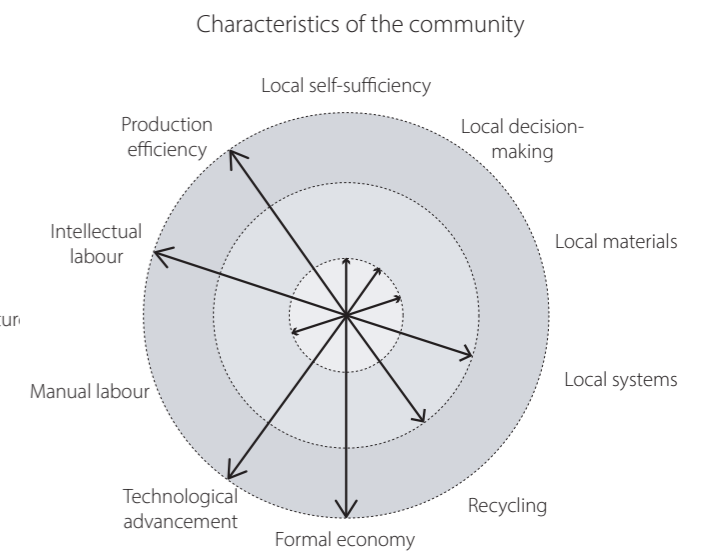 Characteristics of the community
Local self-sufficiency
Production
efficiency
Local decision-
making
Intellectual
labour
Local materials
Manual labour
Local systems
Technological
advancement
Recycling
Formal economy